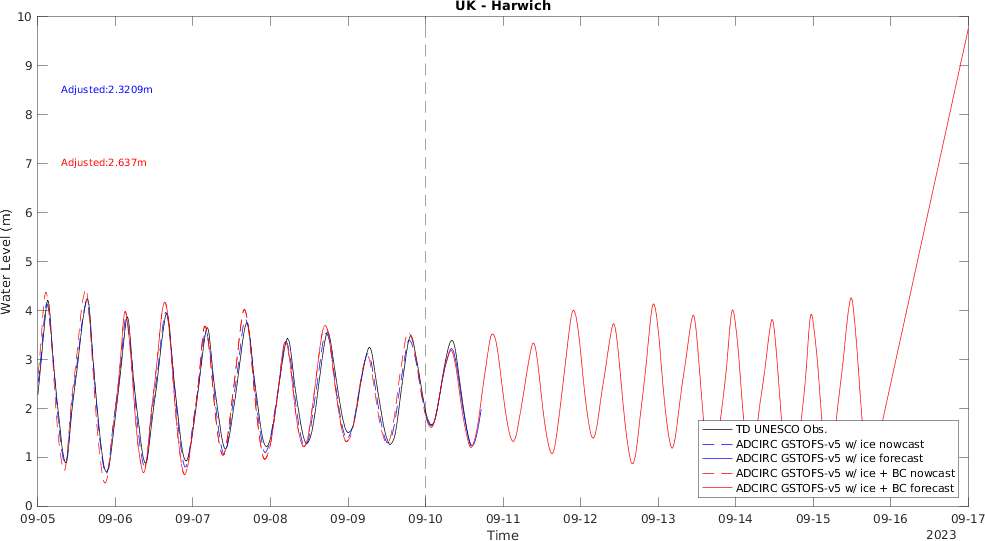 UK - Harwich
10
9
8
7
6
5
4
3
2
1
0
Water Level (m)
Adjusted:2.3209m
Adjusted:2.637m
TD UNESCO Obs.
ADCIRC GSTOFS-v5 w/ ice nowcast
ADCIRC GSTOFS-v5 w/ ice forecast
ADCIRC GSTOFS-v5 w/ ice + BC nowcast
ADCIRC GSTOFS-v5 w/ ice + BC forecast
09-05 09-06 09-07 09-08 09-09 09-10 09-11 09-12 09-13 09-14 09-15 09-16 09-17
Time
2023